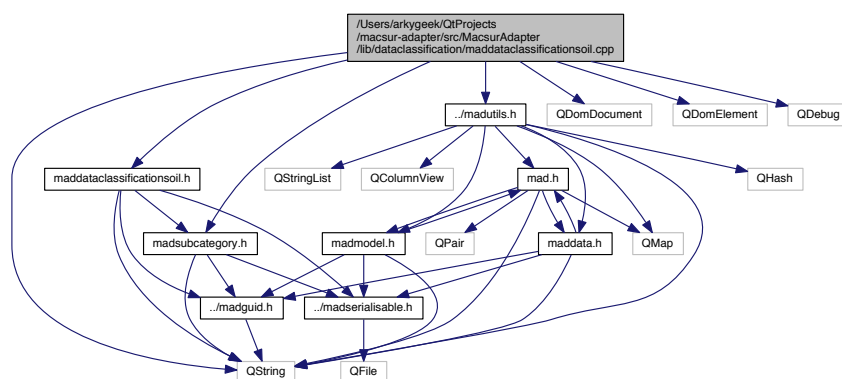 /Users/arkygeek/QtProjects
/macsur-adapter/src/MacsurAdapter
/lib/dataclassification/maddataclassificationsoil.cpp
../madutils.h
QDomDocument
QDomElement
QDebug
maddataclassificationsoil.h
QStringList
QColumnView
mad.h
QHash
madsubcategory.h
madmodel.h
QPair
maddata.h
QMap
../madguid.h
../madserialisable.h
QString
QFile